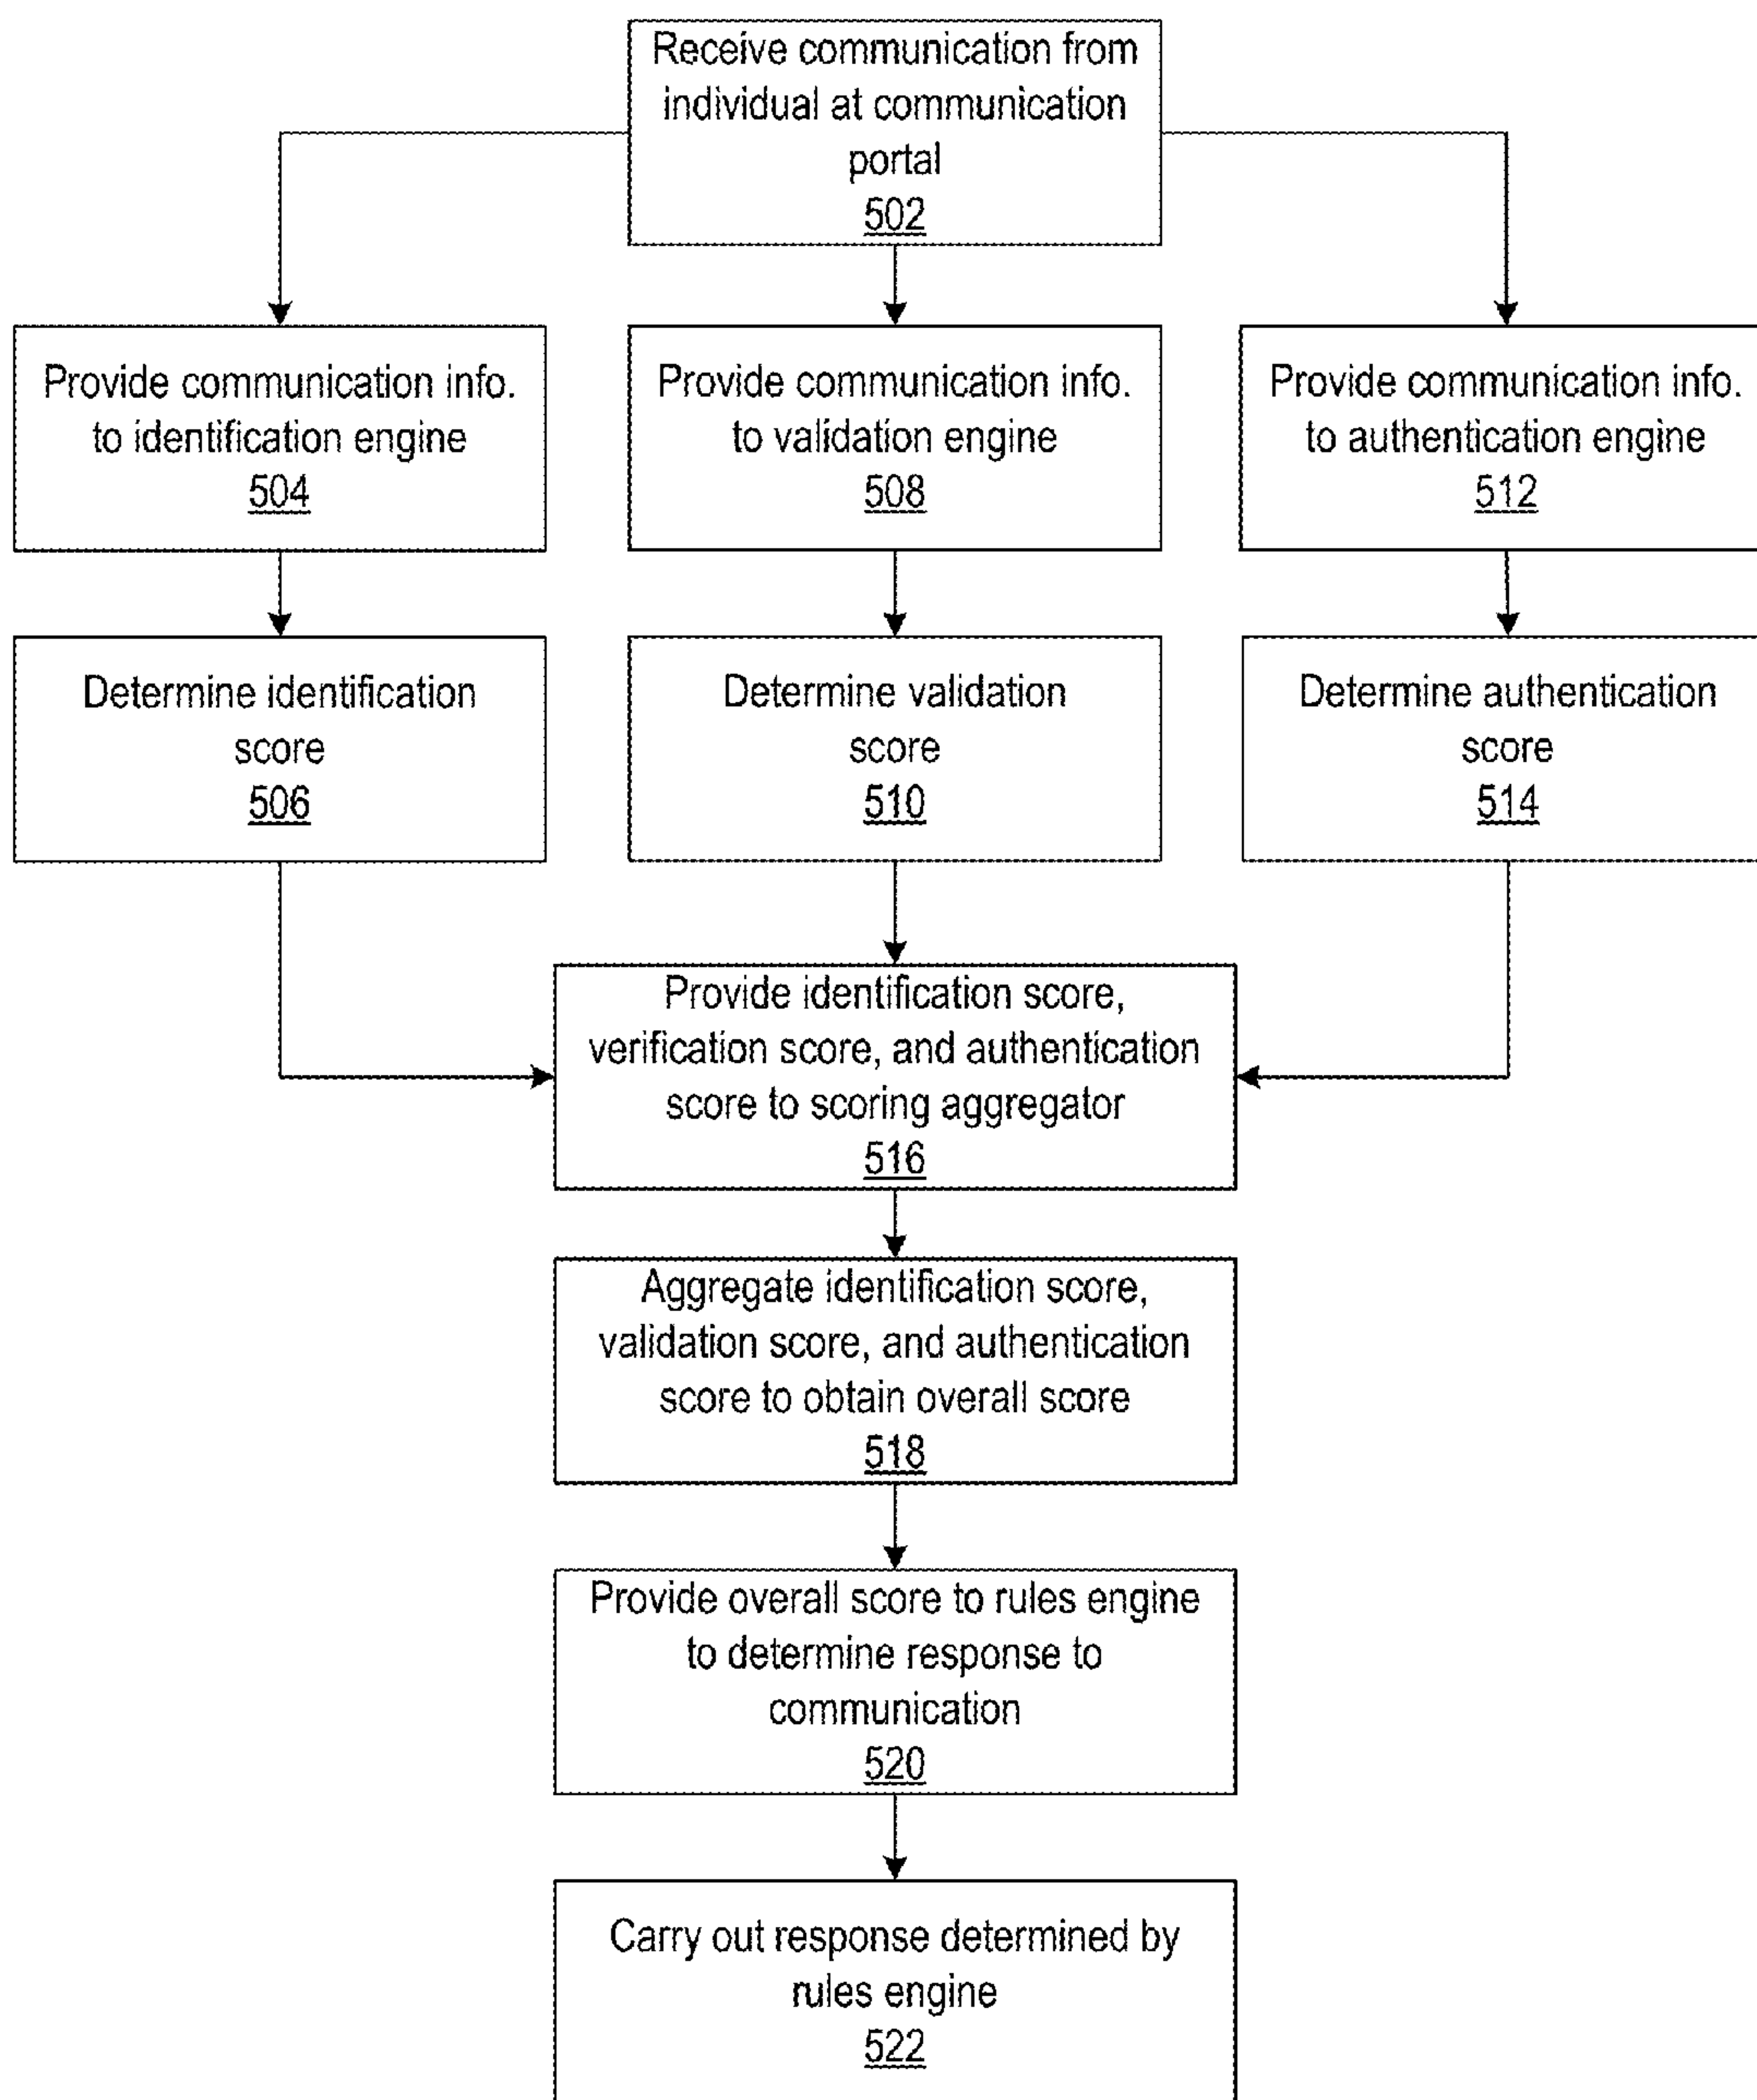 Receive communication from
individual at communication
portal
502
Provide communication info.
to identification engine
504
Provide communication info.
to validation engine
508
Provide communication info.
to authentication engine
512
Determine identification
score
506
Determine validation
score
510
Determine authentication
score
514
Provide identification score,
verification score, and authentication
score to scoring aggregator
516
Aggregate identification score,
validation score, and authentication
score to obtain overall score
518
Provide overall score to rules engine
to determine response to
communication
520
Carry out response determined by
rules engine
522